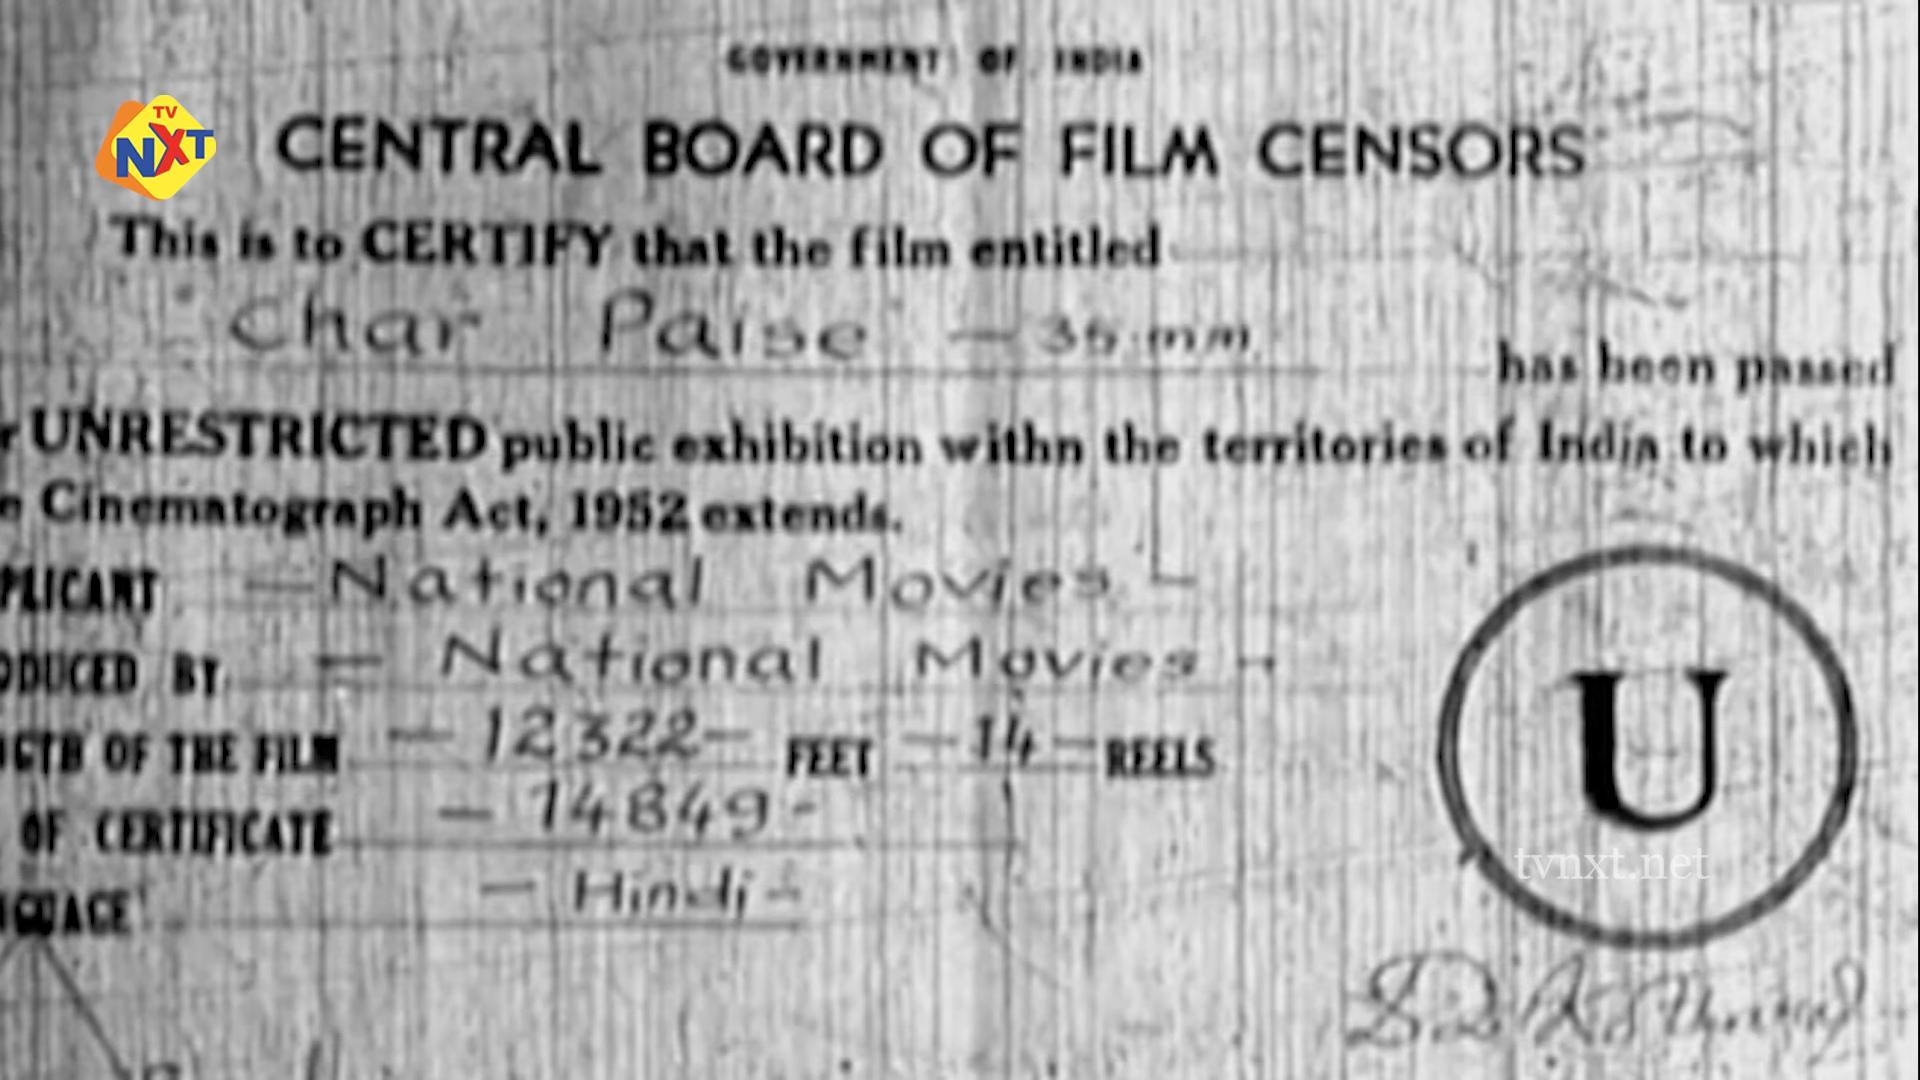 GOVERNMENT OF INDIA
TV
NXT
CENTRAL BOARD OF FILM CENSORS
This is to CERTIFY that the film entitled
Char Paise - 35.mm.
has been passed
r UNRESTRICTED public exhibition withn the territories of India to which
e Cinematograph Act, 1952 extends.
PLICANT - National Movies -
ODUCED BY - National Movies -
GTH OF THE FILM - 12322 - FEET - 14 - REELS
OF CERTIFICATE - 14849 -
GUAGE - Hindi -
U
tvnxt.net